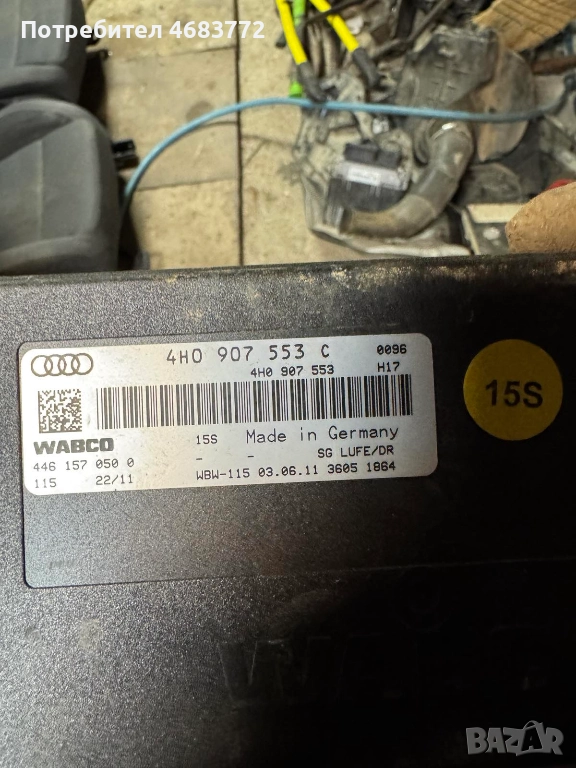 Потребител 4683772
4H0 907 553 C 0096
4H0 907 553 H17
WABCO 15S Made in Germany
446 157 050 0 - - SG LUFE/DR
115 22/11 WBW-115 03.06.11 3605 1864
15S
BAZAR